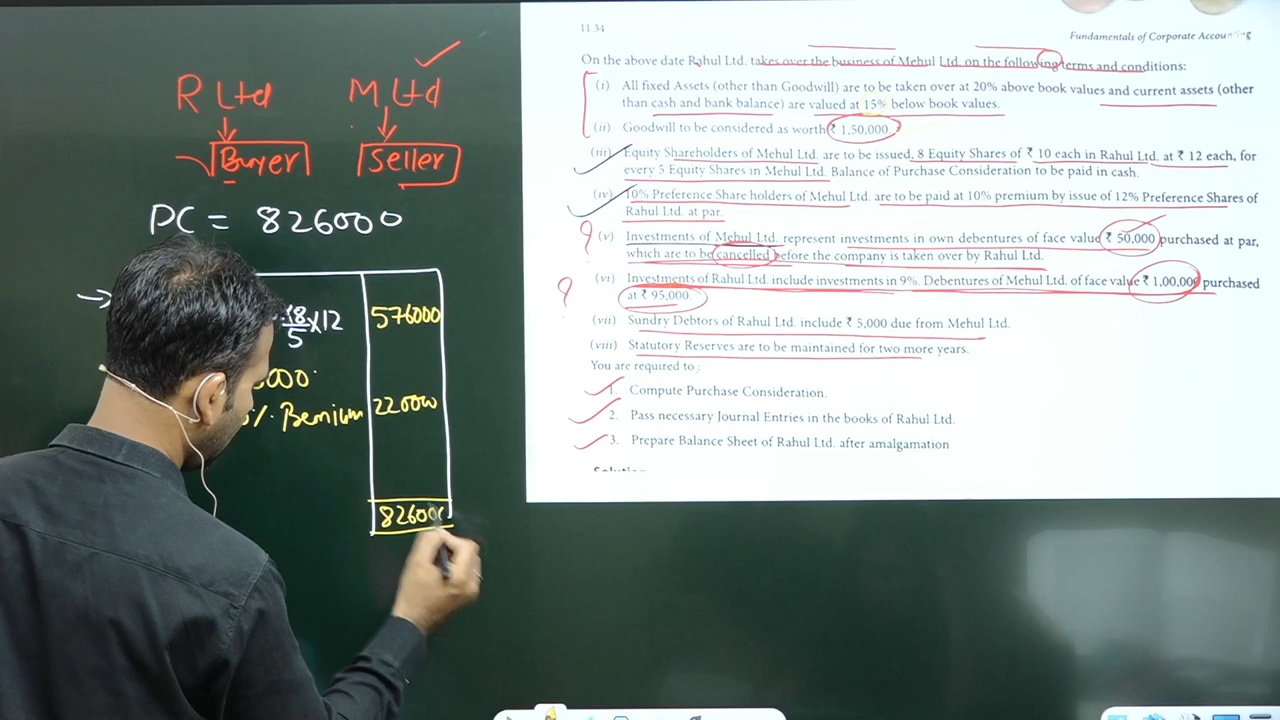 R Ltd M Ltd
Buyer Seller
PC = 826000
8/5 x 12 576000
000
% Premium 220000
826000
11.34 Fundamentals of Corporate Accounting
On the above date Rahul Ltd. takes over the business of Mehul Ltd. on the following terms and conditions:
(i) All fixed Assets (other than Goodwill) are to be taken over at 20% above book values and current assets (other
than cash and bank balance) are valued at 15% below book values.
(ii) Goodwill to be considered as worth ₹ 1,50,000.
(iii) Equity Shareholders of Mehul Ltd. are to be issued, 8 Equity Shares of ₹ 10 each in Rahul Ltd. at ₹ 12 each, for
every 5 Equity Shares in Mehul Ltd. Balance of Purchase Consideration to be paid in cash.
(iv) 10% Preference Share holders of Mehul Ltd. are to be paid at 10% premium by issue of 12% Preference Shares of
Rahul Ltd. at par.
(v) Investments of Mehul Ltd. represent investments in own debentures of face value ₹ 50,000 purchased at par,
which are to be cancelled before the company is taken over by Rahul Ltd.
(vi) Investments of Rahul Ltd. include investments in 9%. Debentures of Mehul Ltd. of face value ₹ 1,00,000 purchased
at ₹ 95,000.
(vii) Sundry Debtors of Rahul Ltd. include ₹ 5,000 due from Mehul Ltd.
(viii) Statutory Reserves are to be maintained for two more years.
You are required to :
1. Compute Purchase Consideration.
2. Pass necessary Journal Entries in the books of Rahul Ltd.
3. Prepare Balance Sheet of Rahul Ltd. after amalgamation